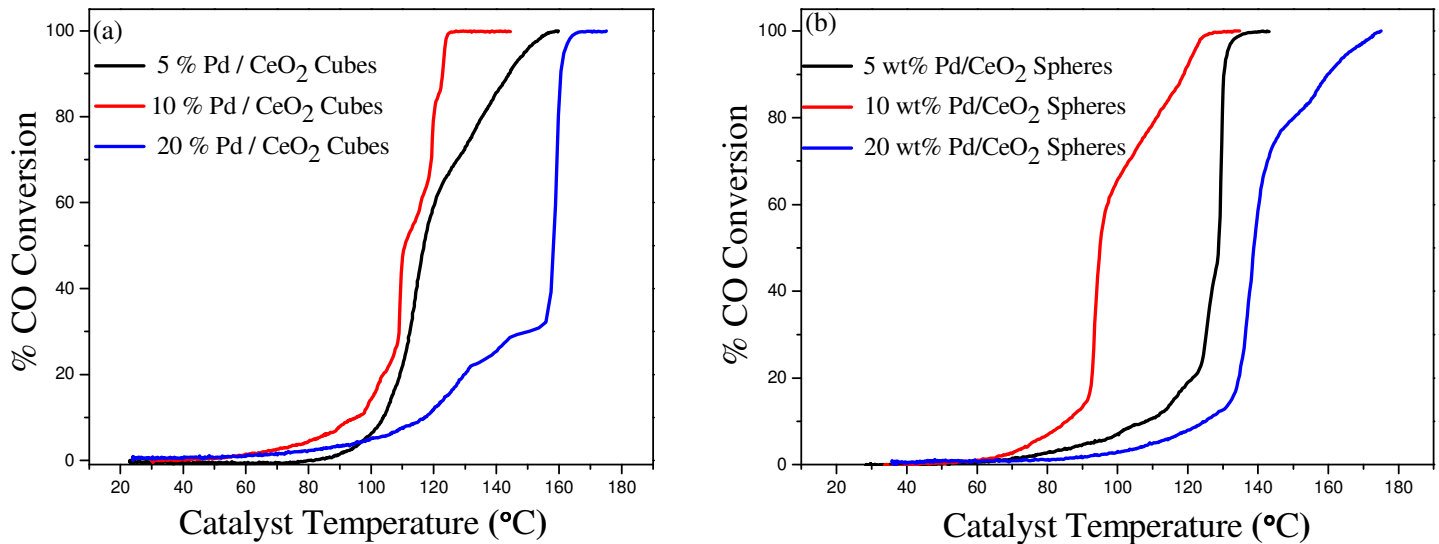 (a)
5 % Pd / CeO2 Cubes
10 % Pd / CeO2 Cubes
20 % Pd / CeO2 Cubes
% CO Conversion
100
80
60
40
20
0
20 40 60 80 100 120 140 160 180
Catalyst Temperature (°C)
(b)
5 wt% Pd/CeO2 Spheres
10 wt% Pd/CeO2 Spheres
20 wt% Pd/CeO2 Spheres
% CO Conversion
100
80
60
40
20
0
20 40 60 80 100 120 140 160 180
Catalyst Temperature (°C)